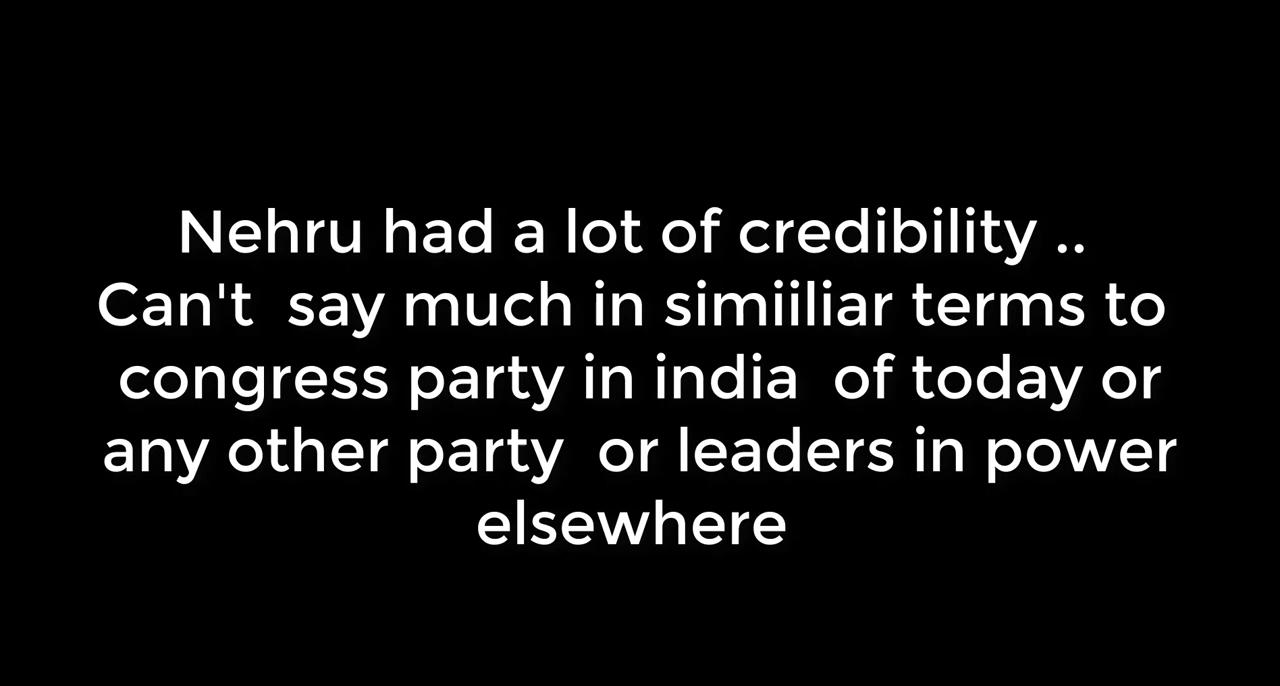 Nehru had a lot of credibility ..
Can't  say much in simiiliar terms to
congress party in india  of today or
any other party  or leaders in power
elsewhere